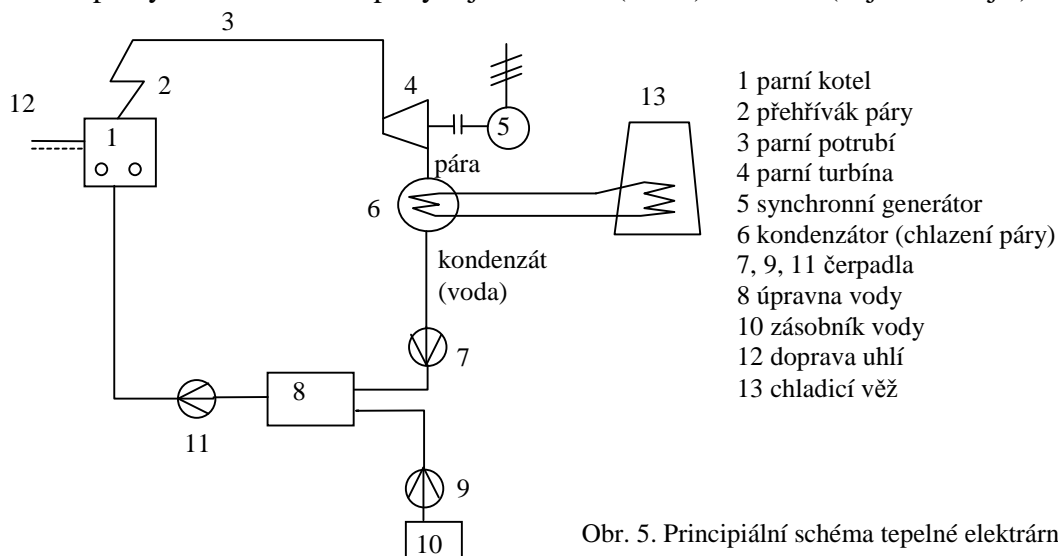 3
2
12
1
4
5
13
pára
6
kondenzát
(voda)
7
8
11
9
10
1 parní kotel
2 přehřívák páry
3 parní potrubí
4 parní turbína
5 synchronní generátor
6 kondenzátor (chlazení páry)
7, 9, 11 čerpadla
8 úpravna vody
10 zásobník vody
12 doprava uhlí
13 chladicí věž
Obr. 5. Principiální schéma tepelné elektrárn